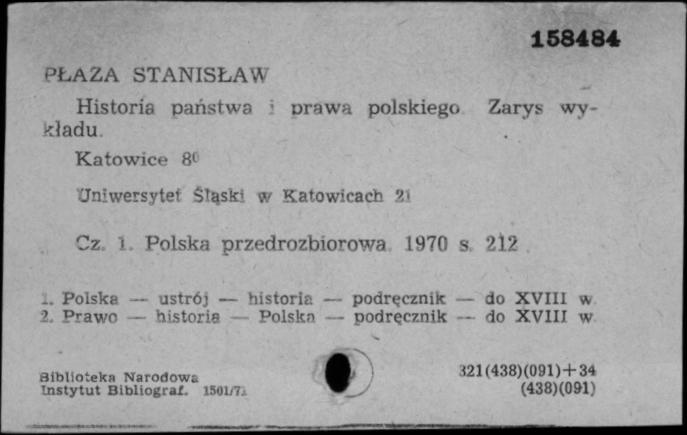 158484
PŁAZA STANISŁAW
Historia państwa i prawa polskiego. Zarys wy-
kładu.
Katowice 8⁰
Uniwersytet Śląski w Katowicach 21
Cz. 1. Polska przedrozbiorowa. 1970 s. 212
1. Polska — ustrój — historia — podręcznik — do XVIII w.
2. Prawo — historia — Polska — podręcznik — do XVIII w.
Biblioteka Narodowa
Instytut Bibliograf.
321(438)(091)+34
(438)(091)